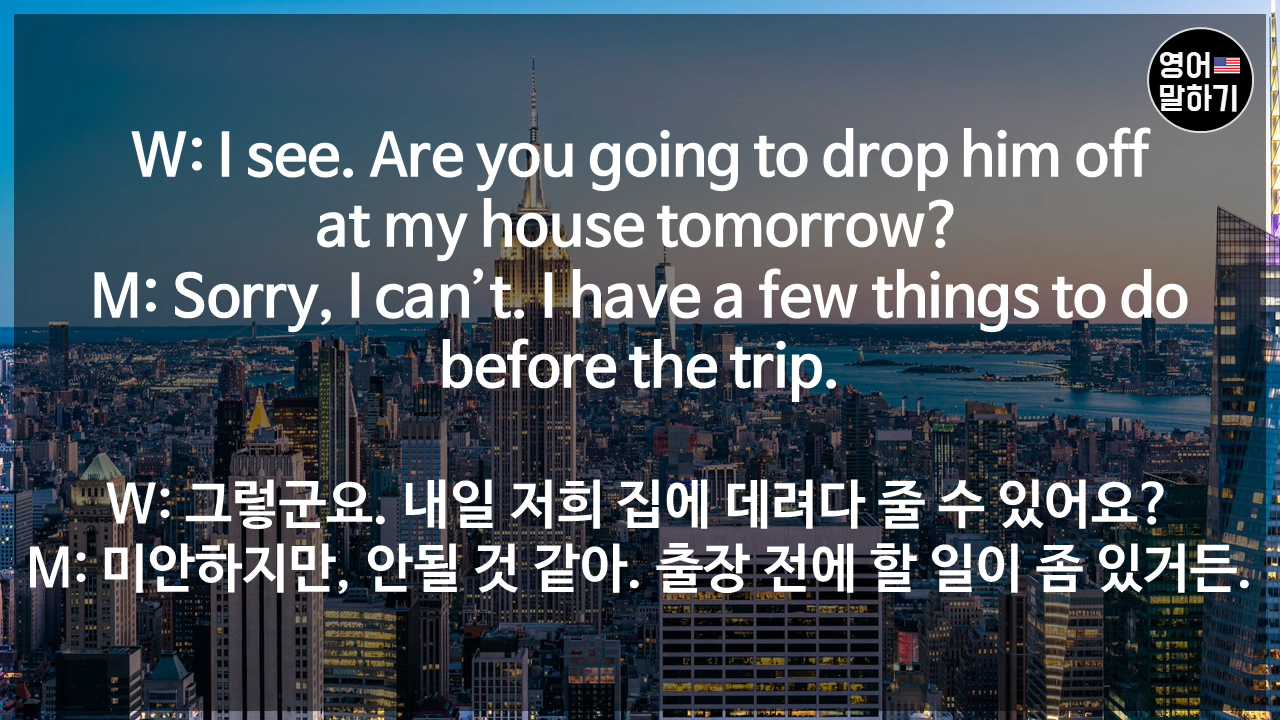 영어
말하기
W: I see. Are you going to drop him off
at my house tomorrow?
M: Sorry, I can’t. I have a few things to do
before the trip.
W: 그렇군요. 내일 저희 집에 데려다 줄 수 있어요?
M: 미안하지만, 안될 것 같아. 출장 전에 할 일이 좀 있거든.